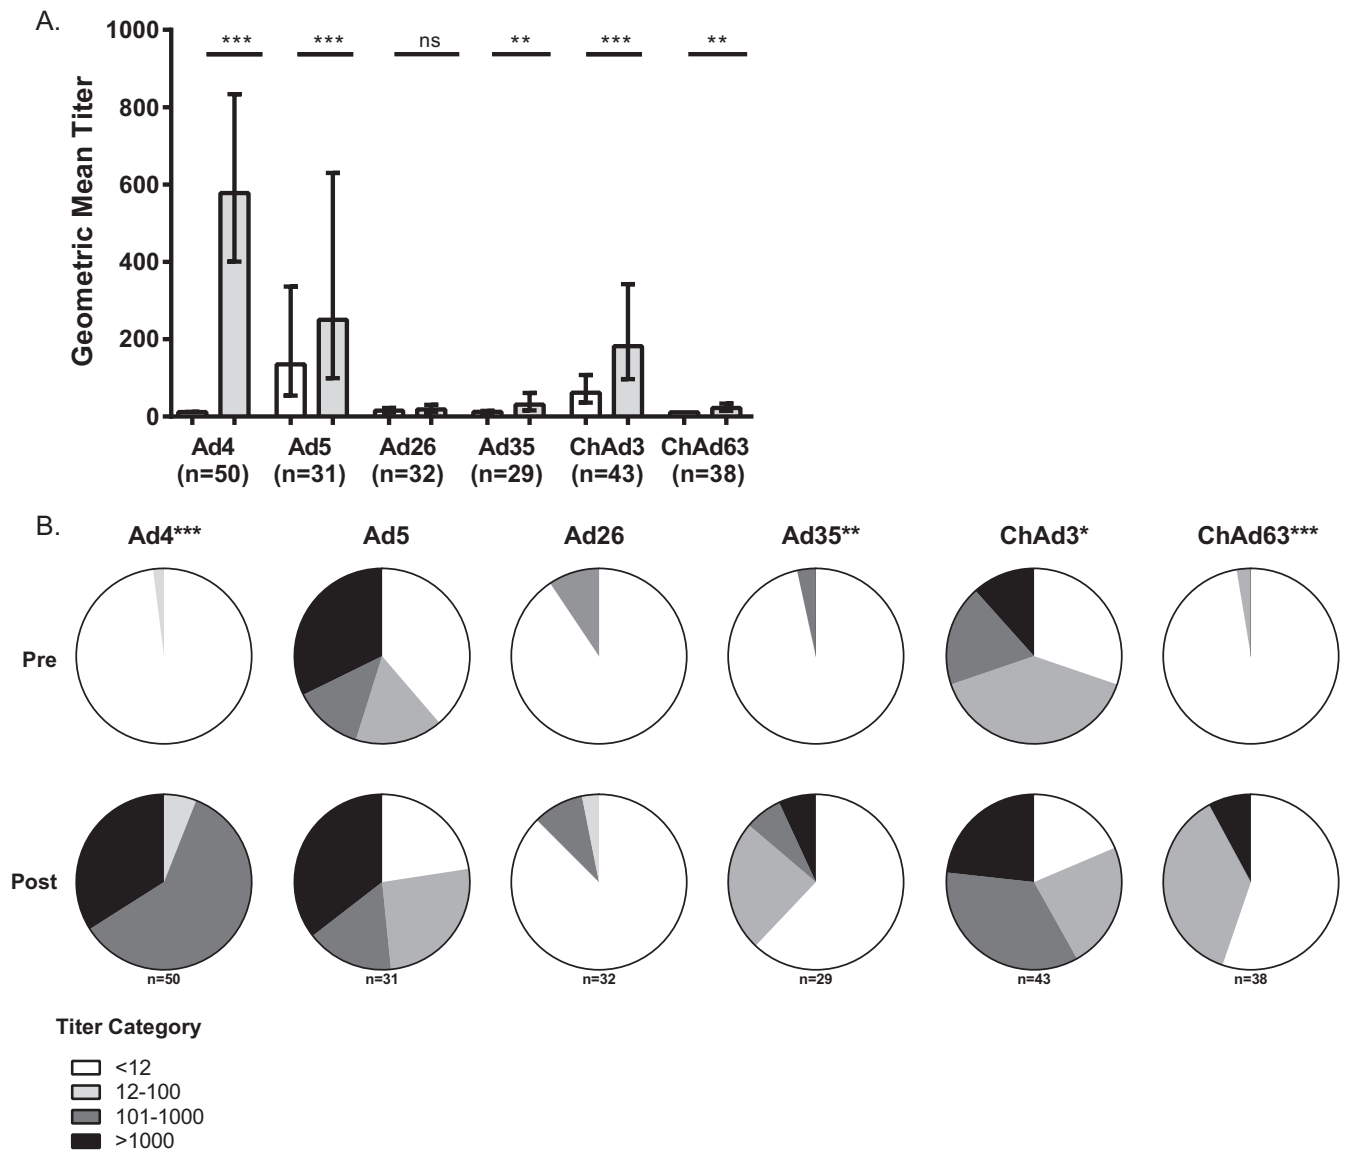 A.
Geometric Mean Titer
1000
800
600
400
200
0
*** *** ns ** *** **
Ad4 Ad5 Ad26 Ad35 ChAd3 ChAd63
(n=50) (n=31) (n=32) (n=29) (n=43) (n=38)
B.
Ad4*** Ad5 Ad26 Ad35** ChAd3* ChAd63***
Pre
Post
n=50 n=31 n=32 n=29 n=43 n=38
Titer Category
<12
12-100
101-1000
>1000